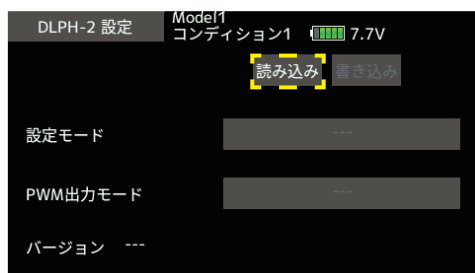 DLPH-2 設定
Model1
コンディション1 7.7V
読み込み 書き込み
設定モード ---
PWM出力モード ---
バージョン ---